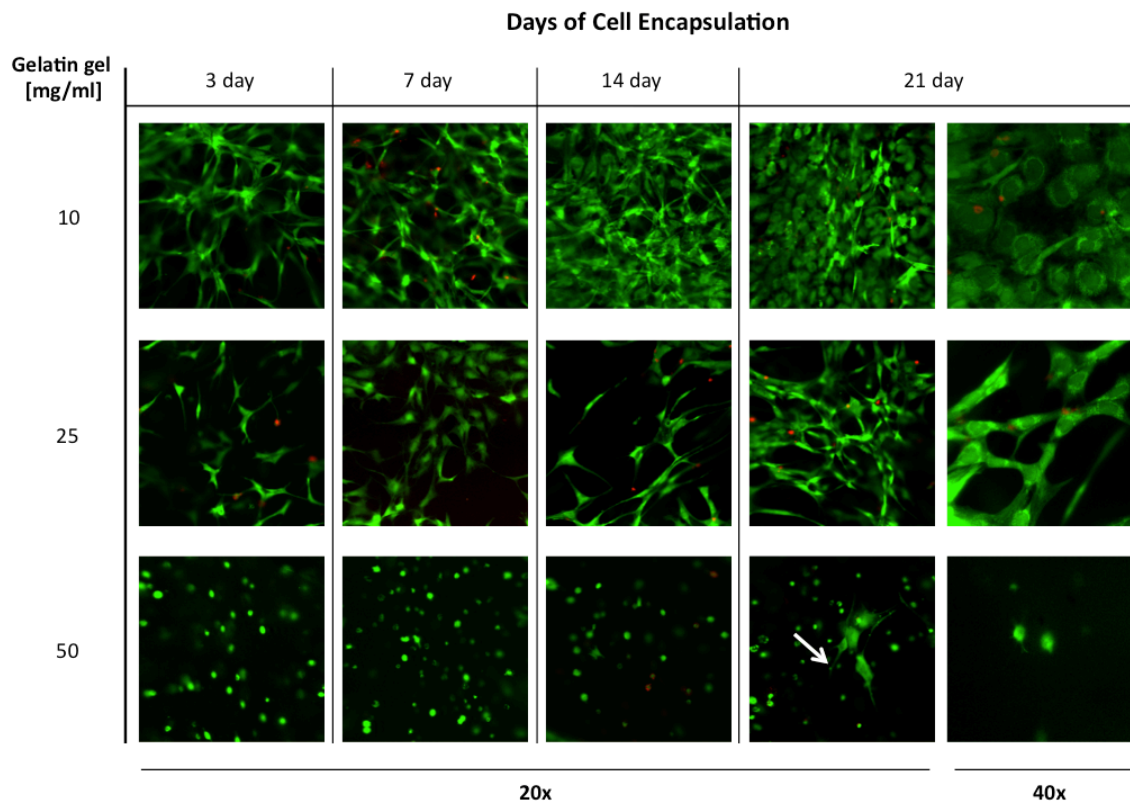 Days of Cell Encapsulation
Gelatin gel
[mg/ml]
3 day
7 day
14 day
21 day
10
25
50
20x
40x